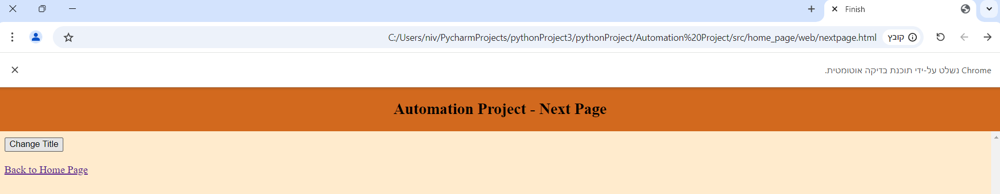 Finish
קובץ
C:/Users/niv/PycharmProjects/pythonProject3/pythonProject/Automation%20Project/src/home_page/web/nextpage.html
Chrome נשלט על-ידי תוכנת בדיקה אוטומטית.
Automation Project - Next Page
Change Title
Back to Home Page